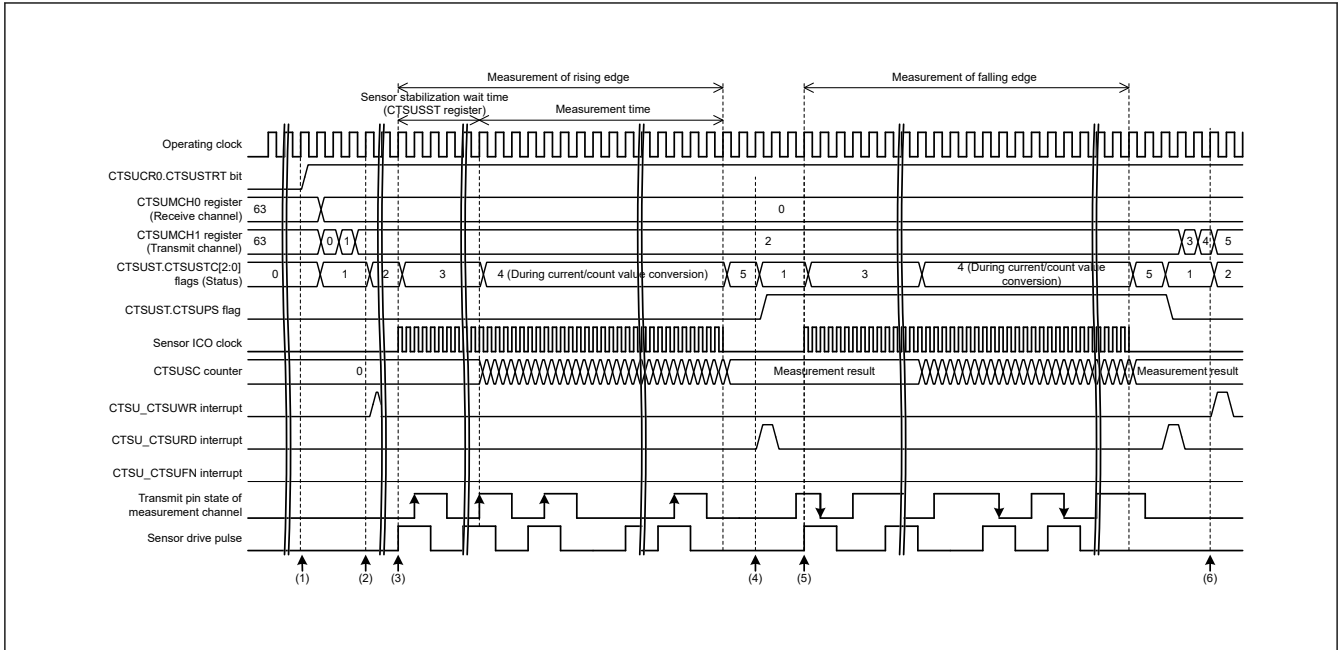 Measurement of rising edge
Measurement of falling edge
Sensor stabilization wait time
(CTSUSST register)
Measurement time
Operating clock
CTSUCR0.CTSUSTRT bit
CTSUMCH0 register
(Receive channel)
63
0
CTSUMCH1 register
(Transmit channel)
63
0
1
2
3
4
5
CTSUST.CTSUSTC[2:0]
flags (Status)
0
1
2
3
4 (During current/count value conversion)
5
1
3
4 (During current/count value
conversion)
5
1
2
CTSUST.CTSUPS flag
Sensor ICO clock
CTSUSC counter
0
Measurement result
Measurement result
CTSU_CTSUWR interrupt
CTSU_CTSURD interrupt
CTSU_CTSUFN interrupt
Transmit pin state of
measurement channel
Sensor drive pulse
(1)
(2)
(3)
(4)
(5)
(6)